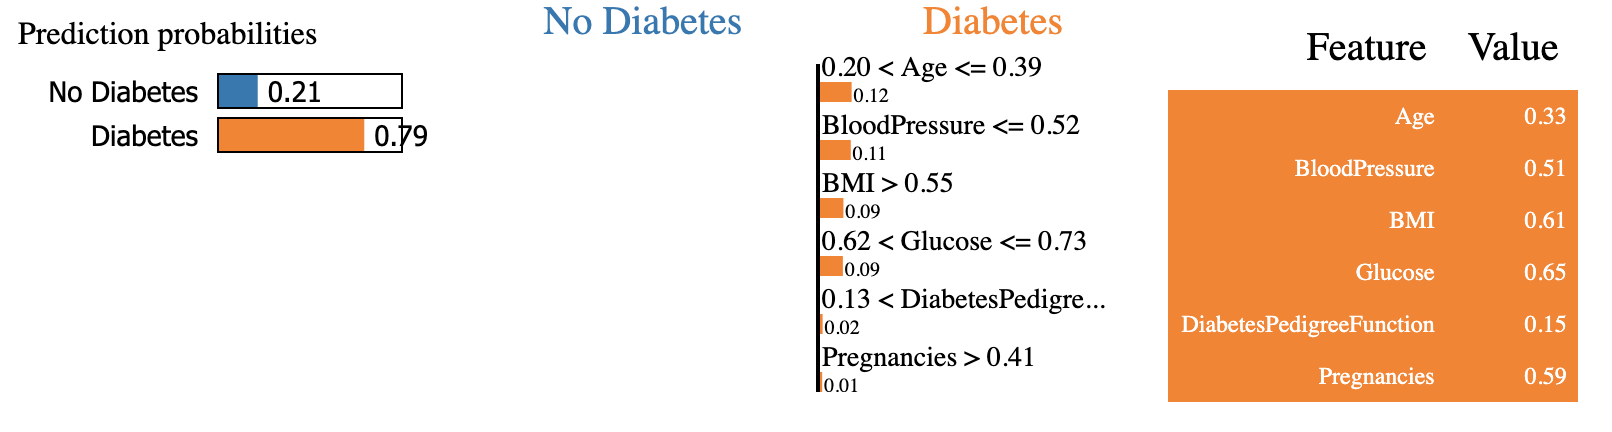 Prediction probabilities
No Diabetes 0.21
Diabetes 0.79
No Diabetes Diabetes
0.20 < Age <= 0.39
0.12
BloodPressure <= 0.52
0.11
BMI > 0.55
0.09
0.62 < Glucose <= 0.73
0.09
0.13 < DiabetesPedigre...
0.02
Pregnancies > 0.41
0.01
Feature Value
Age 0.33
BloodPressure 0.51
BMI 0.61
Glucose 0.65
DiabetesPedigreeFunction 0.15
Pregnancies 0.59